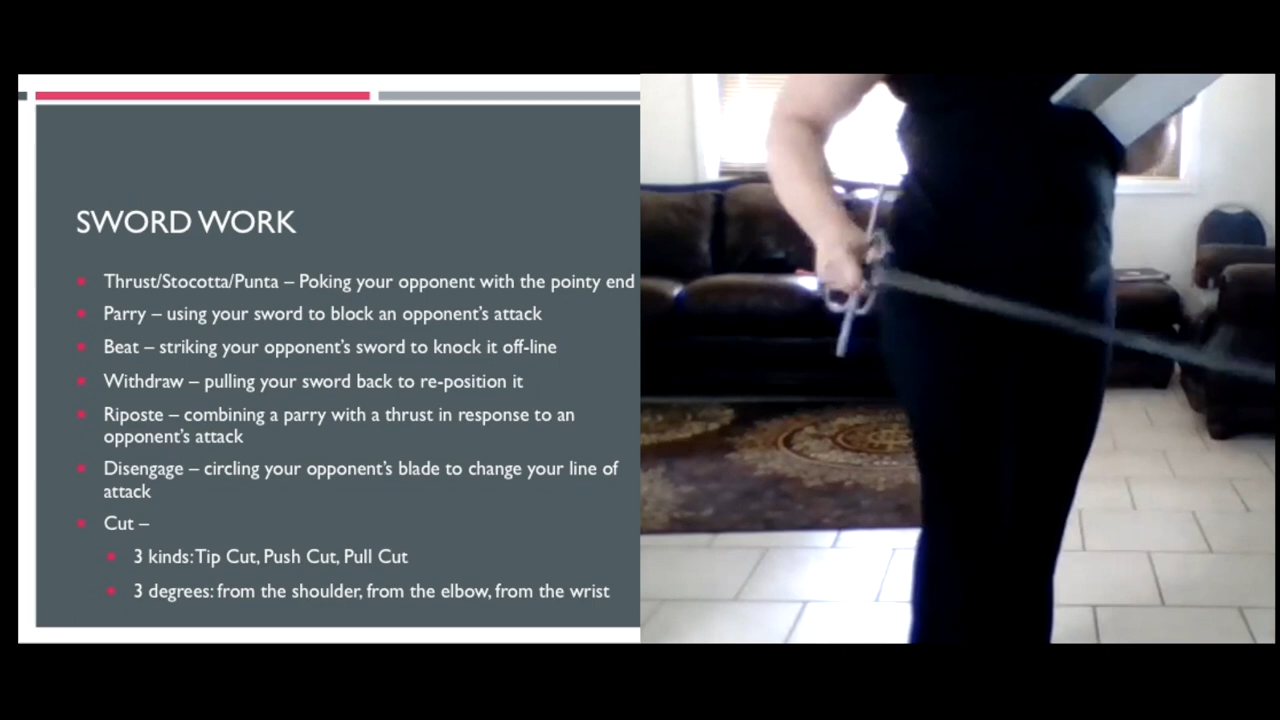 SWORD WORK
Thrust/Stocotta/Punta – Poking your opponent with the pointy end
Parry – using your sword to block an opponent's attack
Beat – striking your opponent's sword to knock it off-line
Withdraw – pulling your sword back to re-position it
Riposte – combining a parry with a thrust in response to an
opponent's attack
Disengage – circling your opponent's blade to change your line of
attack
Cut –
3 kinds: Tip Cut, Push Cut, Pull Cut
3 degrees: from the shoulder, from the elbow, from the wrist